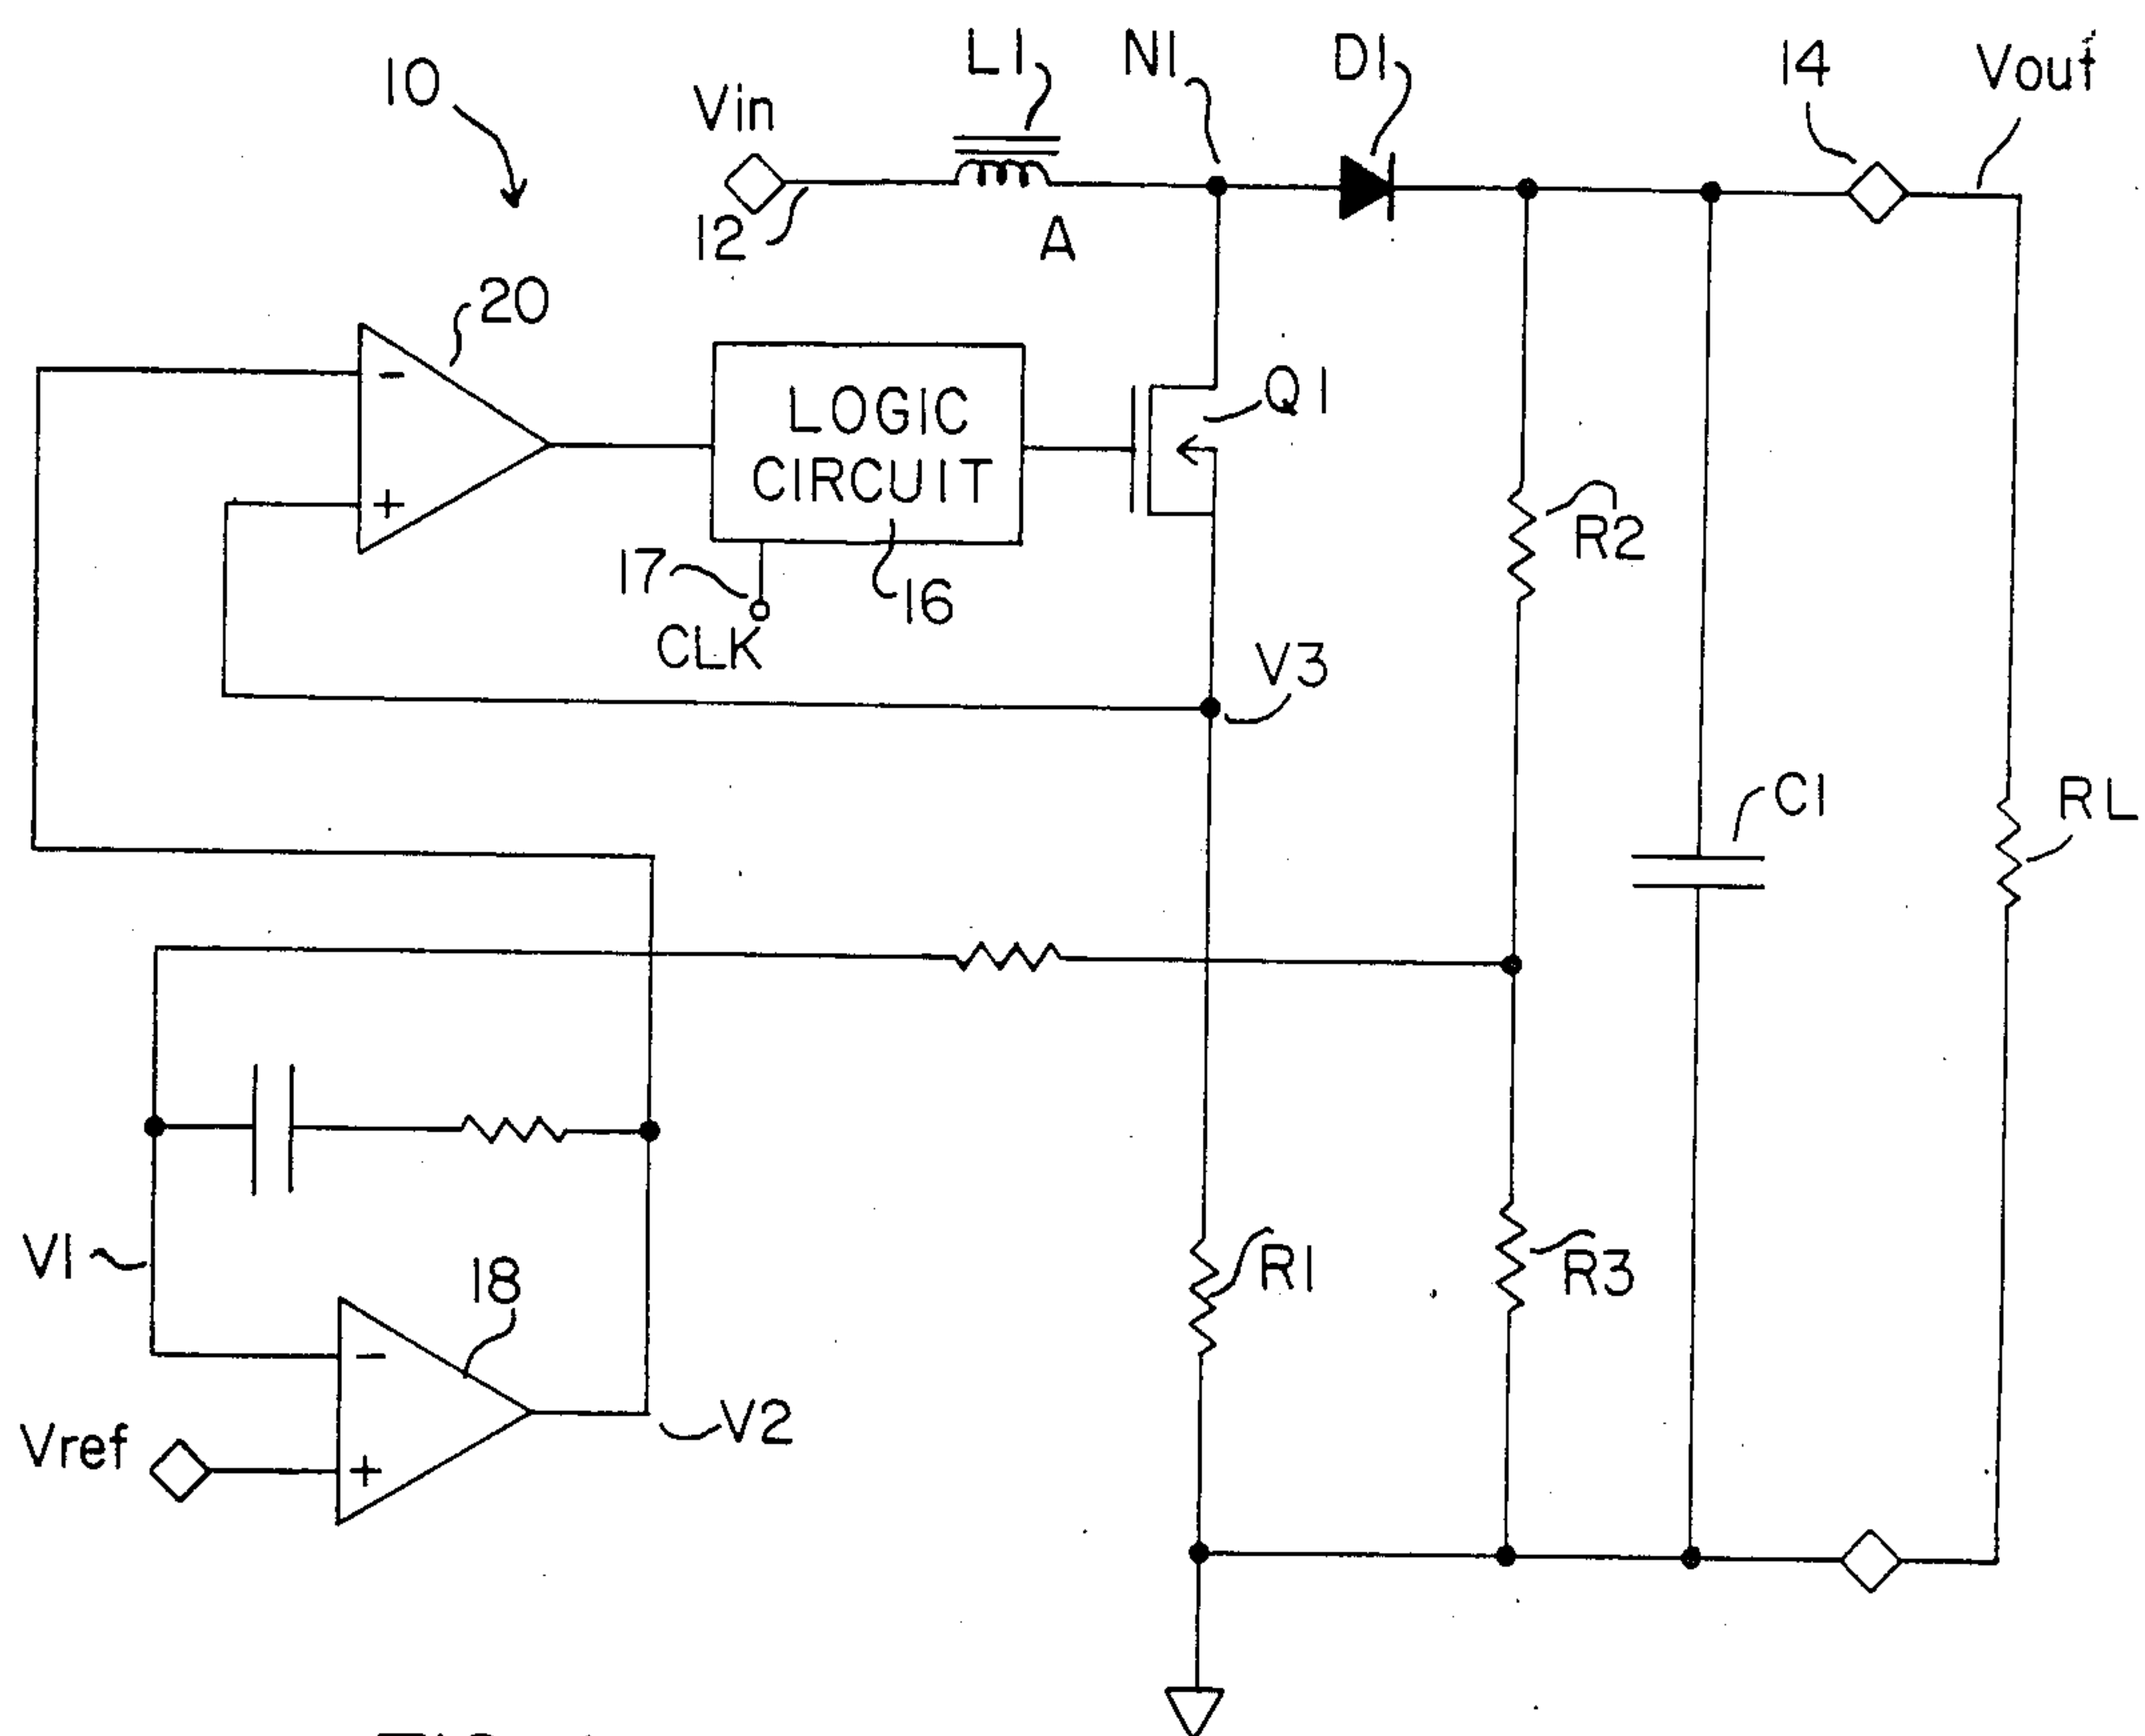 10
Vin
L1
N1
D1
14
Vout
12
A
20
-
+
LOGIC
CIRCUIT
Q1
17
CLK
16
V3
R2
C1
RL
V1
18
-
+
Vref
V2
R1
R3